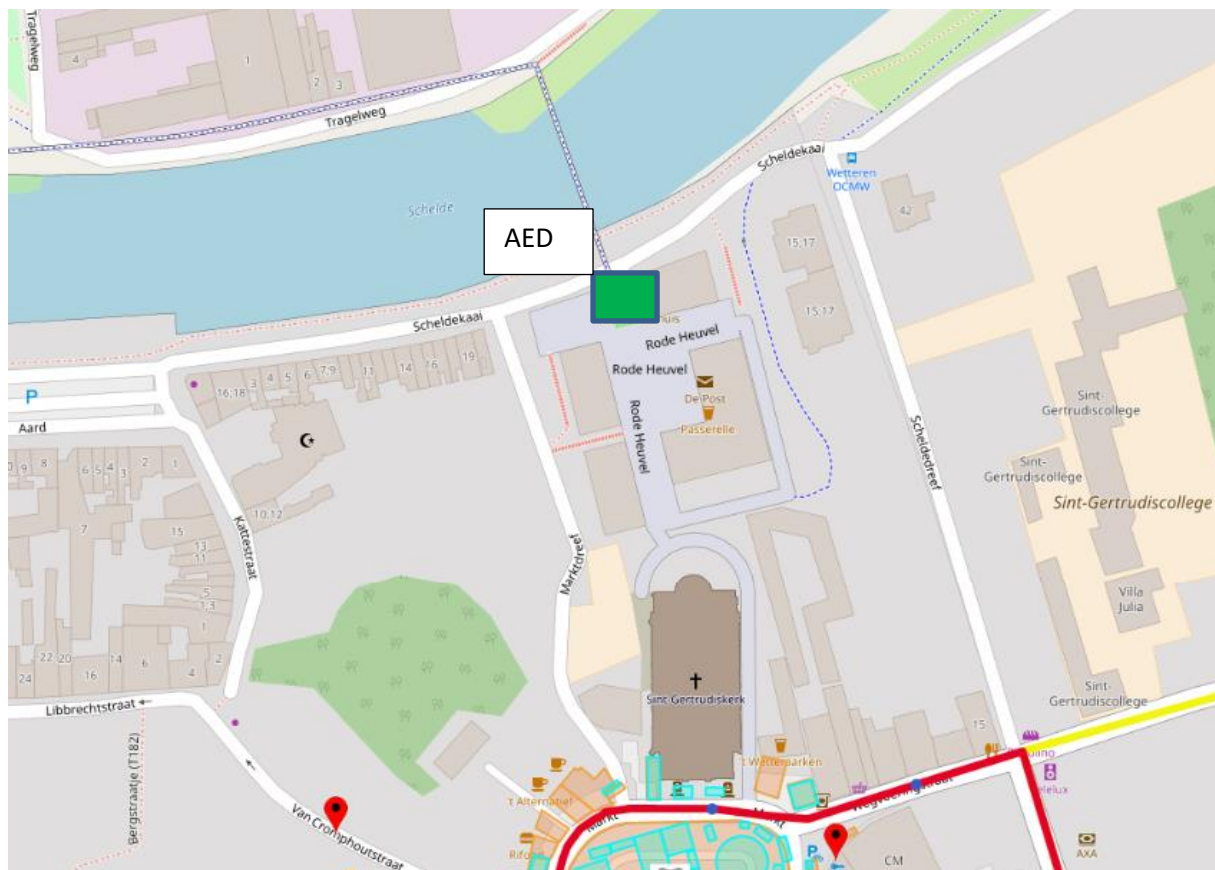 Tragelweg
4
1
2
3
Tragelweg
Scheldekaai
Wetteren
OCMW
42
Schelde
AED
15,17
15,17
Scheldekaai
Rode Heuvel
Rode Heuvel
Rode Heuvel
De Post
Passerelle
P
16,18
3
4
5
6
7,9
11
14
16
19
Aard
9
8
6
5
4
3
2
1
7
10;12
15
13
11
5
1,3
1
Kattestraat
Marktdreef
Scheldedreef
Sint-
Gertrudiscollege
Sint-
Gertrudiscollege
Sint-Gertrudiscollege
Villa
Julia
22
20
14
6
4
2
24
16
Libbrechtstraat
Sint-Gertrudiskerk
Sint-
Gertrudiscollege
15
Bergstraatje (T182)
Van Cromphoutstraat
't Alternatief
Markt
Markt
Wegvoeringstraat
P
CM
AXA